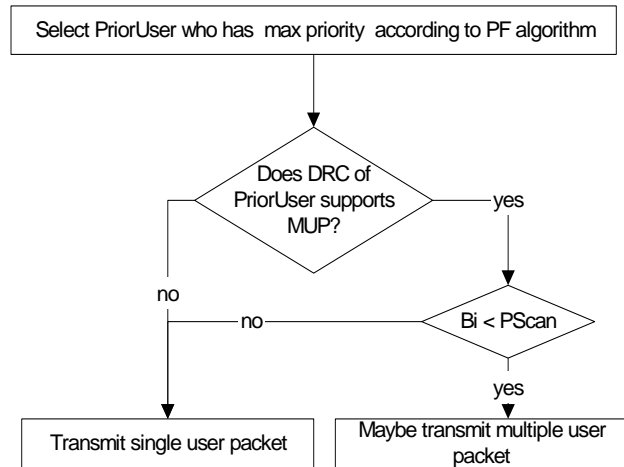 Select PriorUser who has max priority according to PF algorithm
Does DRC of
PriorUser supports
MUP?
yes
no
no
Bi < PScan
yes
Transmit single user packet
Maybe transmit multiple user
packet